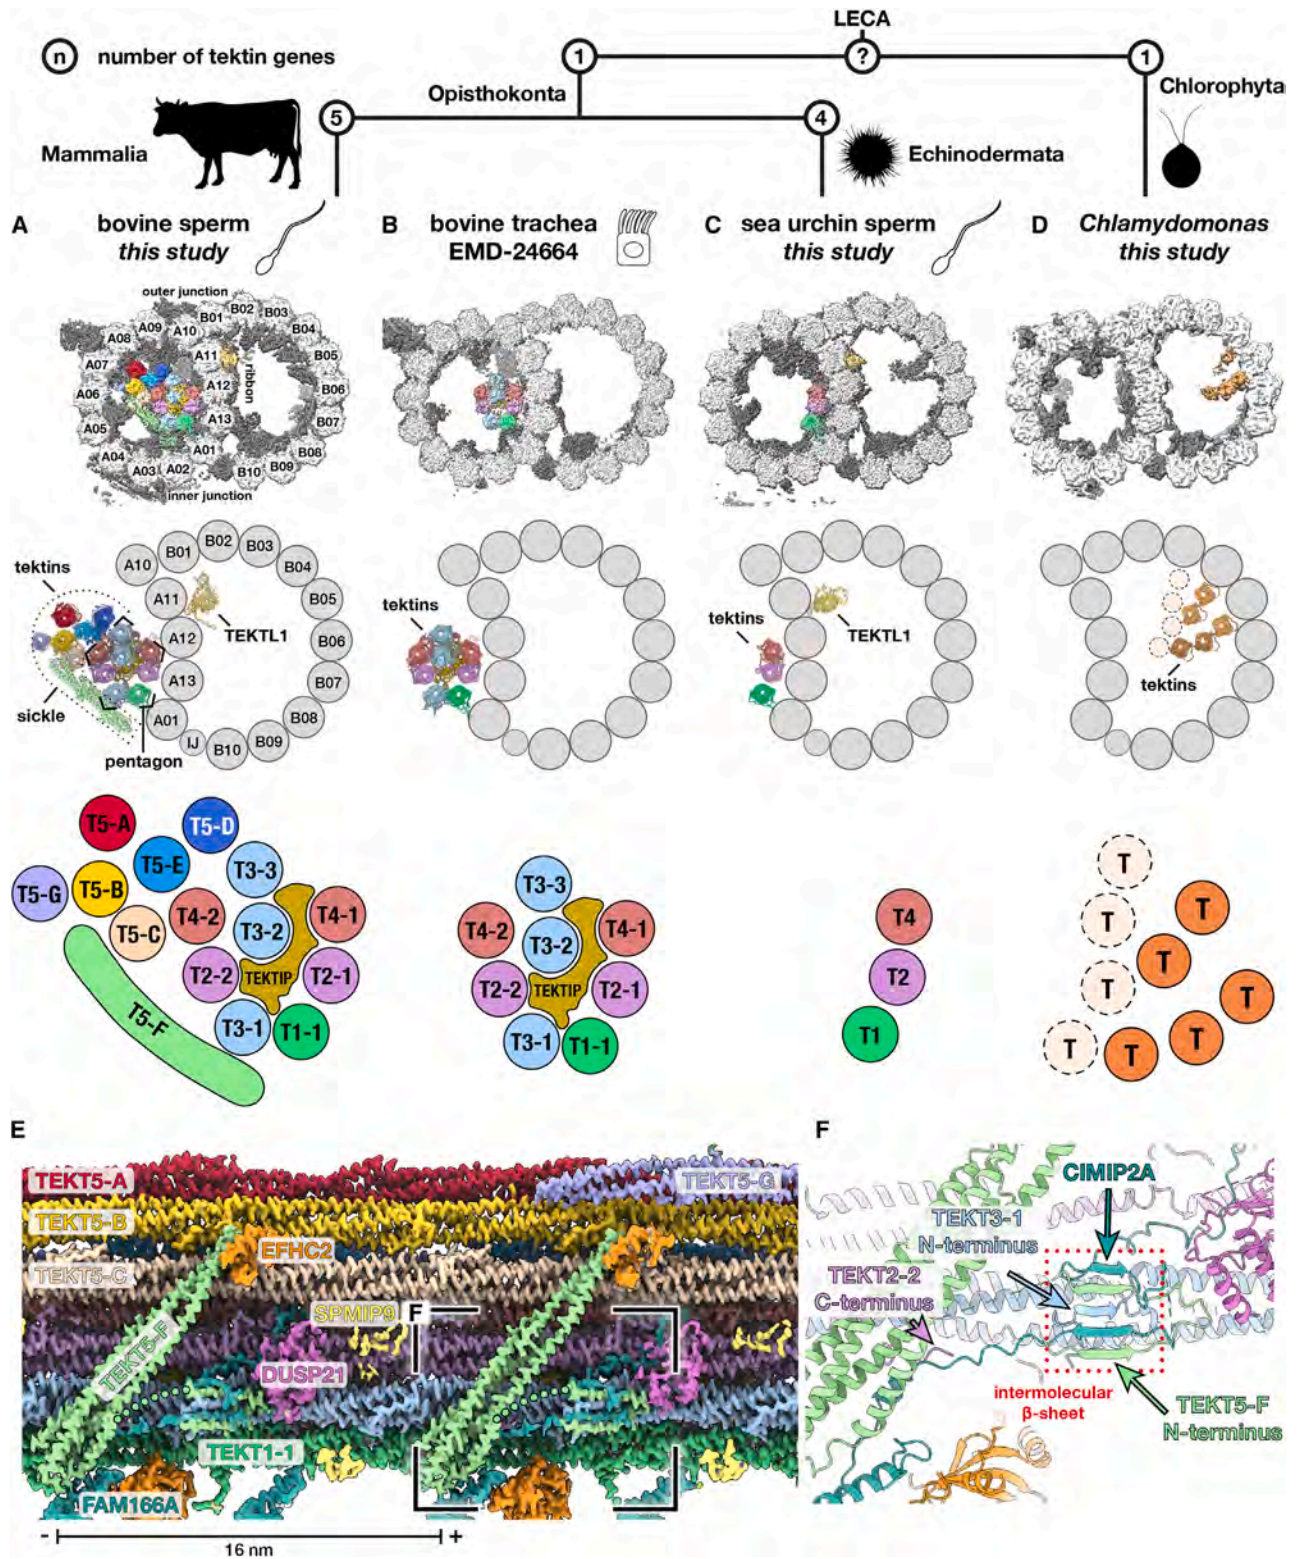 LECA
n number of tektin genes
1
?
1
Opisthokonta
Chlorophyta
5
4
Mammalia
Echinodermata
A bovine sperm
this study
B bovine trachea
EMD-24664
C sea urchin sperm
this study
D Chlamydomonas
this study
outer junction
A09 A10 B01 B02 B03
A08 B04
A07 A11 B05
A06 A12 ribbon B06
A05 A13 B07
A04 A03 A02 A01 B10 B09 B08
inner junction
tektins
A10 B01 B02 B03
B04
A11 B05
TEKTL1
A12 B06
A13 B07
sickle
A01 B08
IJ B10 B09
pentagon
tektins
tektins
TEKTL1
tektins
T5-A T5-D
T5-E T3-3
T5-G T5-B
T5-C T4-2 T3-2 T4-1
T2-2 TEKTIP T2-1
T5-F
T3-1 T1-1
T3-3
T4-2 T3-2 T4-1
T2-2 TEKTIP T2-1
T3-1 T1-1
T4
T2
T1
T
T
T
T
T
T
T
T
T
E
TEKT5-A TEKT5-G
TEKT5-B
EFHC2
TEKT5-C
SPMIP9 F
TEKT5-F
DUSP21
TEKT1-1
FAM166A
- +
16 nm
F
CIMIP2A
TEKT3-1
N-terminus
TEKT2-2
C-terminus
intermolecular
β-sheet
TEKT5-F
N-terminus